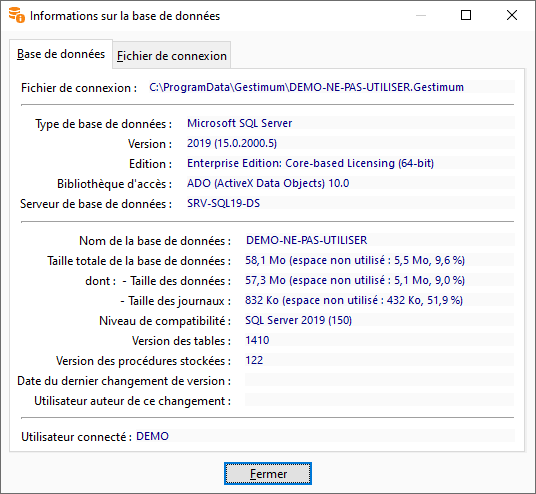 Informations sur la base de données
Base de données Fichier de connexion
Fichier de connexion : C:\ProgramData\Gestimum\DEMO-NE-PAS-UTILISER.Gestimum
Type de base de données : Microsoft SQL Server
Version : 2019 (15.0.2000.5)
Edition : Enterprise Edition: Core-based Licensing (64-bit)
Bibliothèque d'accès : ADO (ActiveX Data Objects) 10.0
Serveur de base de données : SRV-SQL19-DS
Nom de la base de données : DEMO-NE-PAS-UTILISER
Taille totale de la base de données : 58,1 Mo (espace non utilisé : 5,5 Mo, 9,6 %)
dont : - Taille des données : 57,3 Mo (espace non utilisé : 5,1 Mo, 9,0 %)
- Taille des journaux : 832 Ko (espace non utilisé : 432 Ko, 51,9 %)
Niveau de compatibilité : SQL Server 2019 (150)
Version des tables : 1410
Version des procédures stockées : 122
Date du dernier changement de version :
Utilisateur auteur de ce changement :
Utilisateur connecté : DEMO
Fermer